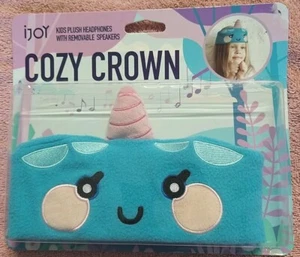 ijoy
KIDS PLUSH HEADPHONES
WITH REMOVABLE SPEAKERS
COZY CROWN